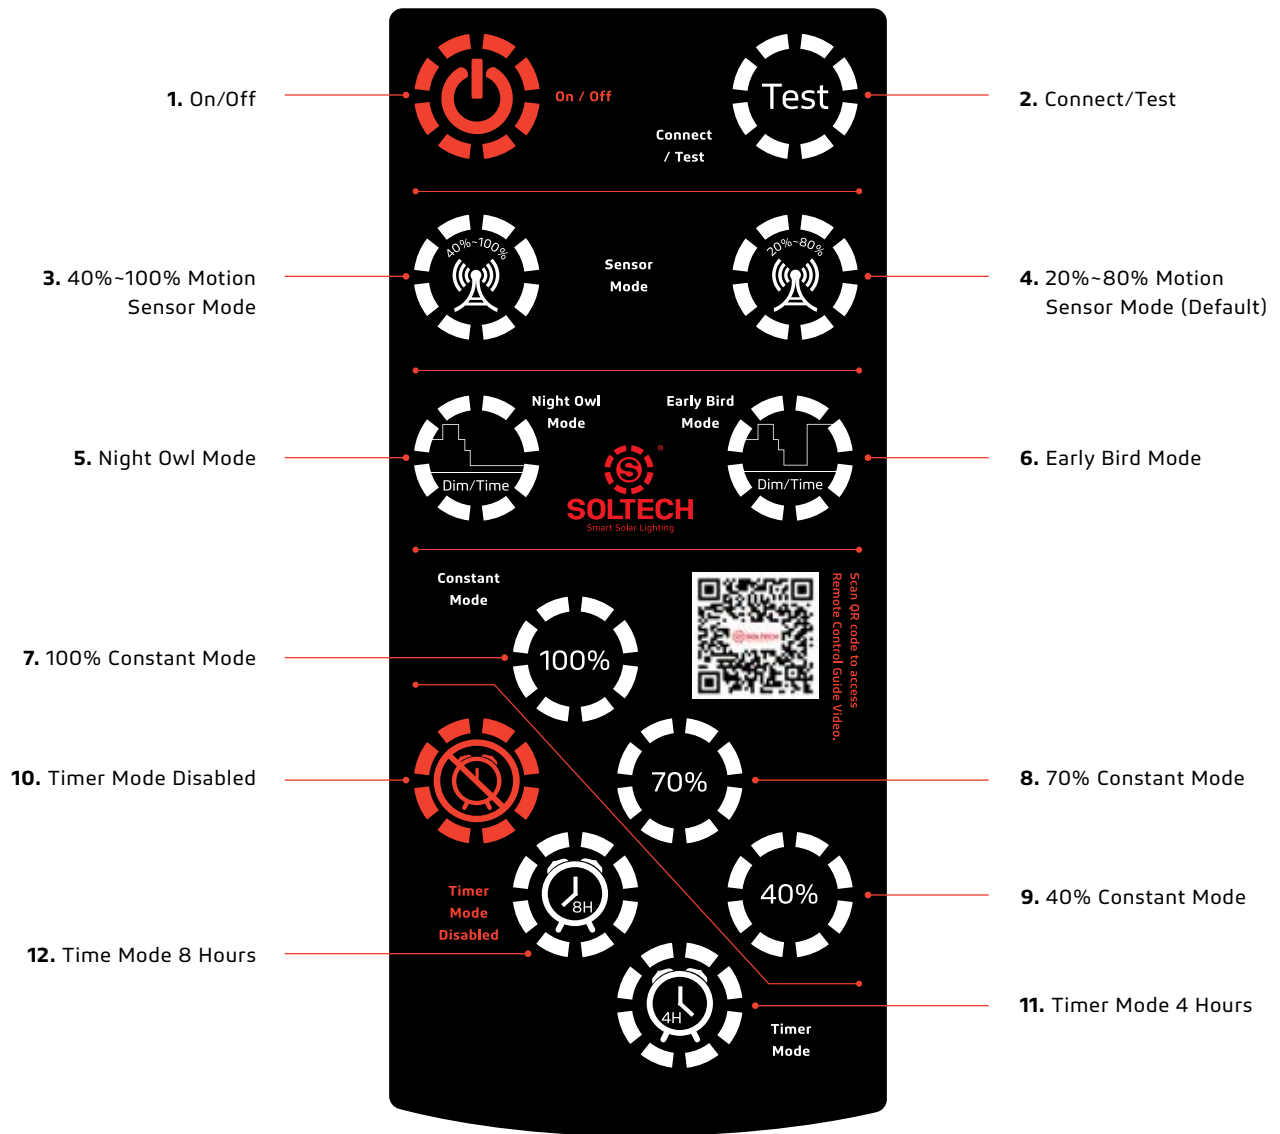 1. On/Off
On / Off
Test
2. Connect/Test
Connect
/ Test
40%~100%
Sensor
Mode
20%~80%
3. 40%~100% Motion
Sensor Mode
4. 20%~80% Motion
Sensor Mode (Default)
Night Owl
Mode
Early Bird
Mode
5. Night Owl Mode
6. Early Bird Mode
Dim/Time
Dim/Time
S
®
SOLTECH
Smart Solar Lighting
Constant
Mode
Scan QR code to access
Remote Control Guide Video.
SOLTECH
7. 100% Constant Mode
100%
10. Timer Mode Disabled
70%
8. 70% Constant Mode
Timer
Mode
Disabled
8H
40%
9. 40% Constant Mode
12. Time Mode 8 Hours
4H
11. Timer Mode 4 Hours
Timer
Mode